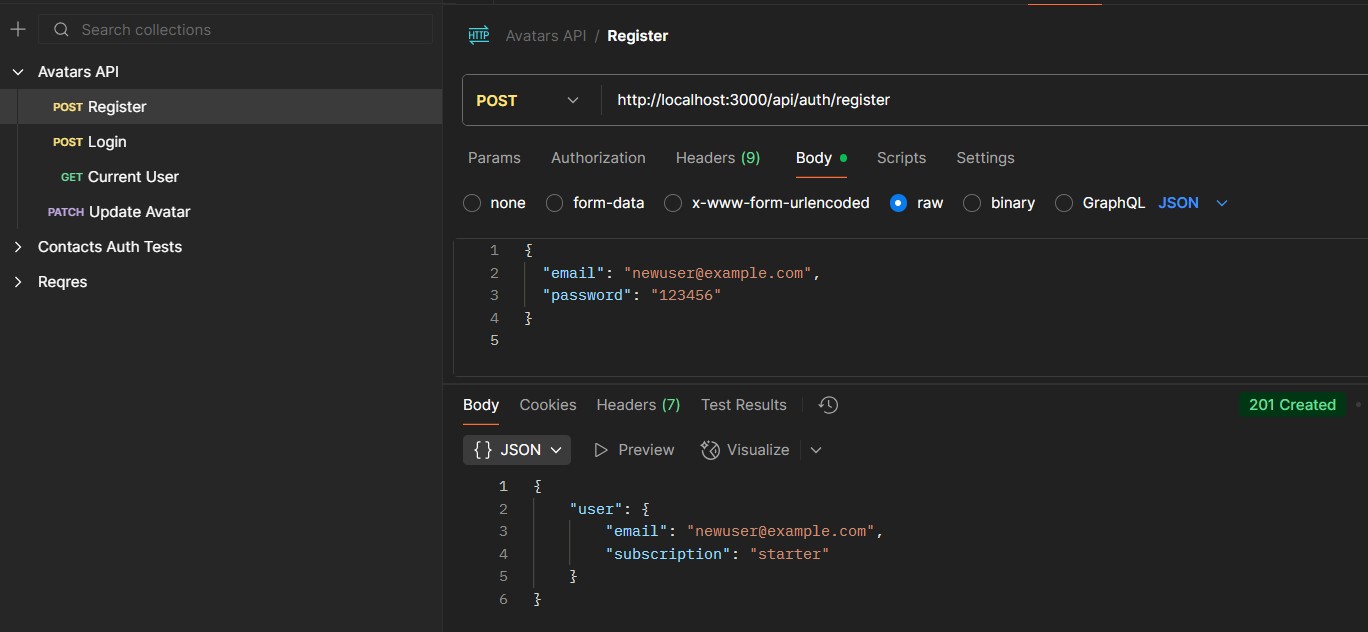 Search collections
Avatars API
POST Register
POST Login
GET Current User
PATCH Update Avatar
Contacts Auth Tests
Reqres
HTTP Avatars API / Register
POST http://localhost:3000/api/auth/register
Params Authorization Headers (9) Body Scripts Settings
none form-data x-www-form-urlencoded raw binary GraphQL JSON
1 {
2 "email": "newuser@example.com",
3 "password": "123456"
4 }
5
Body Cookies Headers (7) Test Results 201 Created
{} JSON Preview Visualize
1 {
2 "user": {
3 "email": "newuser@example.com",
4 "subscription": "starter"
5 }
6 }